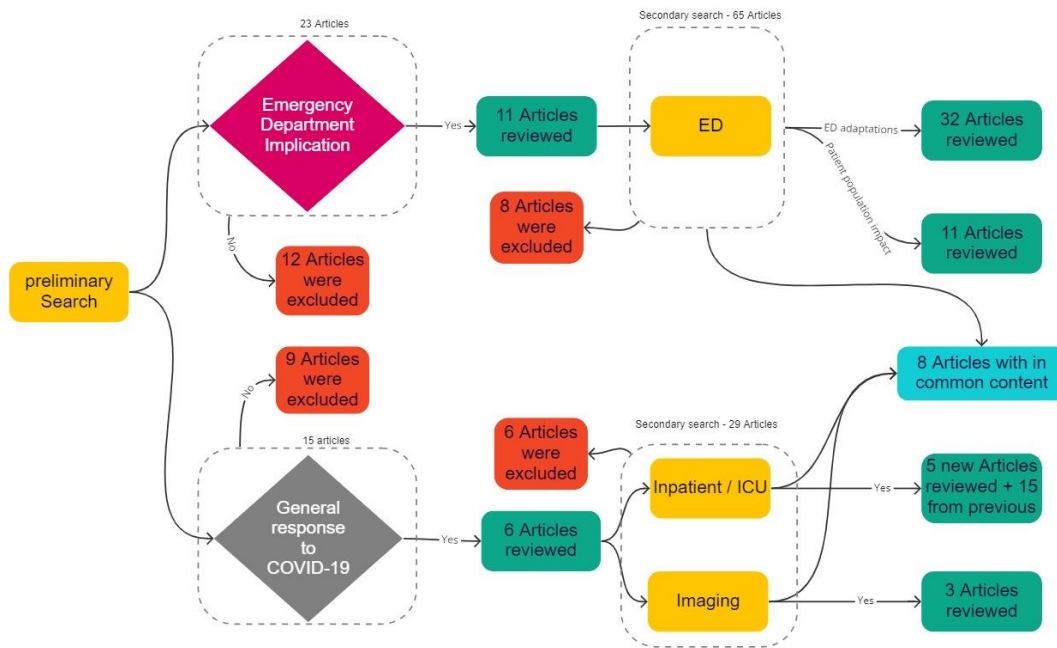 23 Articles
Secondary search - 65 Articles
Emergency
Department
Implication
Yes
11 Articles
reviewed
ED
ED adaptations
32 Articles
reviewed
Patient population impact
11 Articles
reviewed
8 Articles
were
excluded
No
12 Articles
were
excluded
preliminary
Search
9 Articles
were
excluded
No
8 Articles with in
common content
15 articles
General
response
to
COVID-19
Yes
6 Articles
reviewed
6 Articles
were
excluded
Secondary search - 29 Articles
Inpatient / ICU
Yes
5 new Articles
reviewed + 15
from previous
Imaging
Yes
3 Articles
reviewed